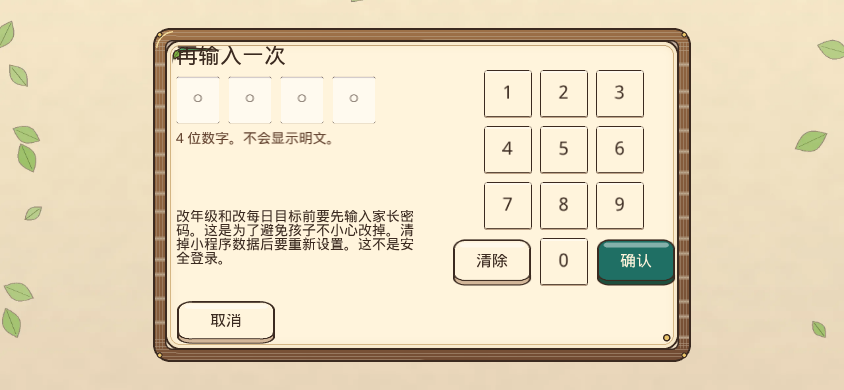 再输入一次
4 位数字。不会显示明文。
改年级和改每日目标前要先输入家长密
码。这是为了避免孩子不小心改掉。清
掉小程序数据后要重新设置。这不是安
全登录。
取消
1 2 3
4 5 6
7 8 9
清除 0 确认